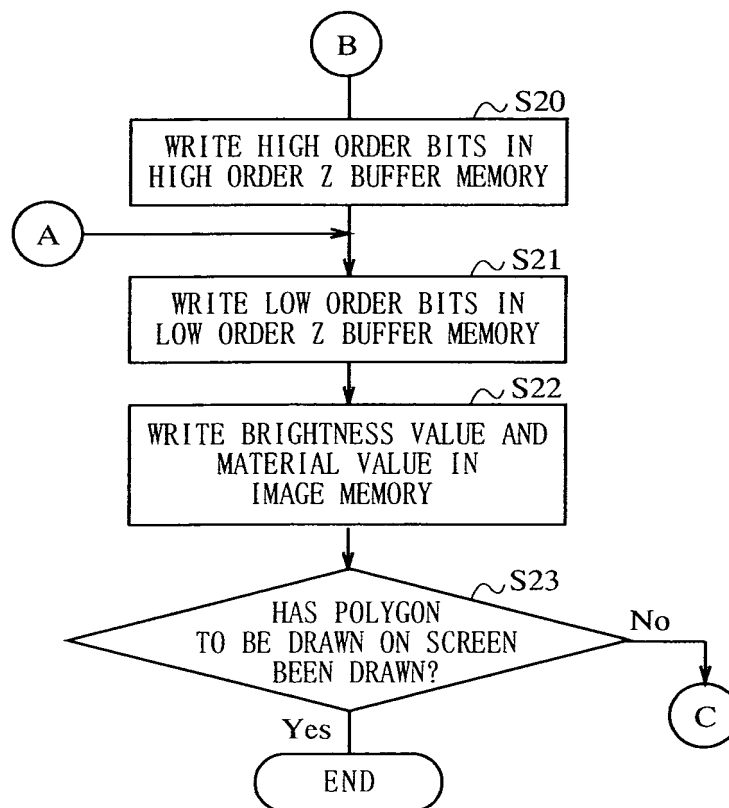 B
S20
WRITE HIGH ORDER BITS IN
HIGH ORDER Z BUFFER MEMORY
A
S21
WRITE LOW ORDER BITS IN
LOW ORDER Z BUFFER MEMORY
S22
WRITE BRIGHTNESS VALUE AND
MATERIAL VALUE IN
IMAGE MEMORY
S23
HAS POLYGON
TO BE DRAWN ON SCREEN
BEEN DRAWN?
No
C
Yes
END